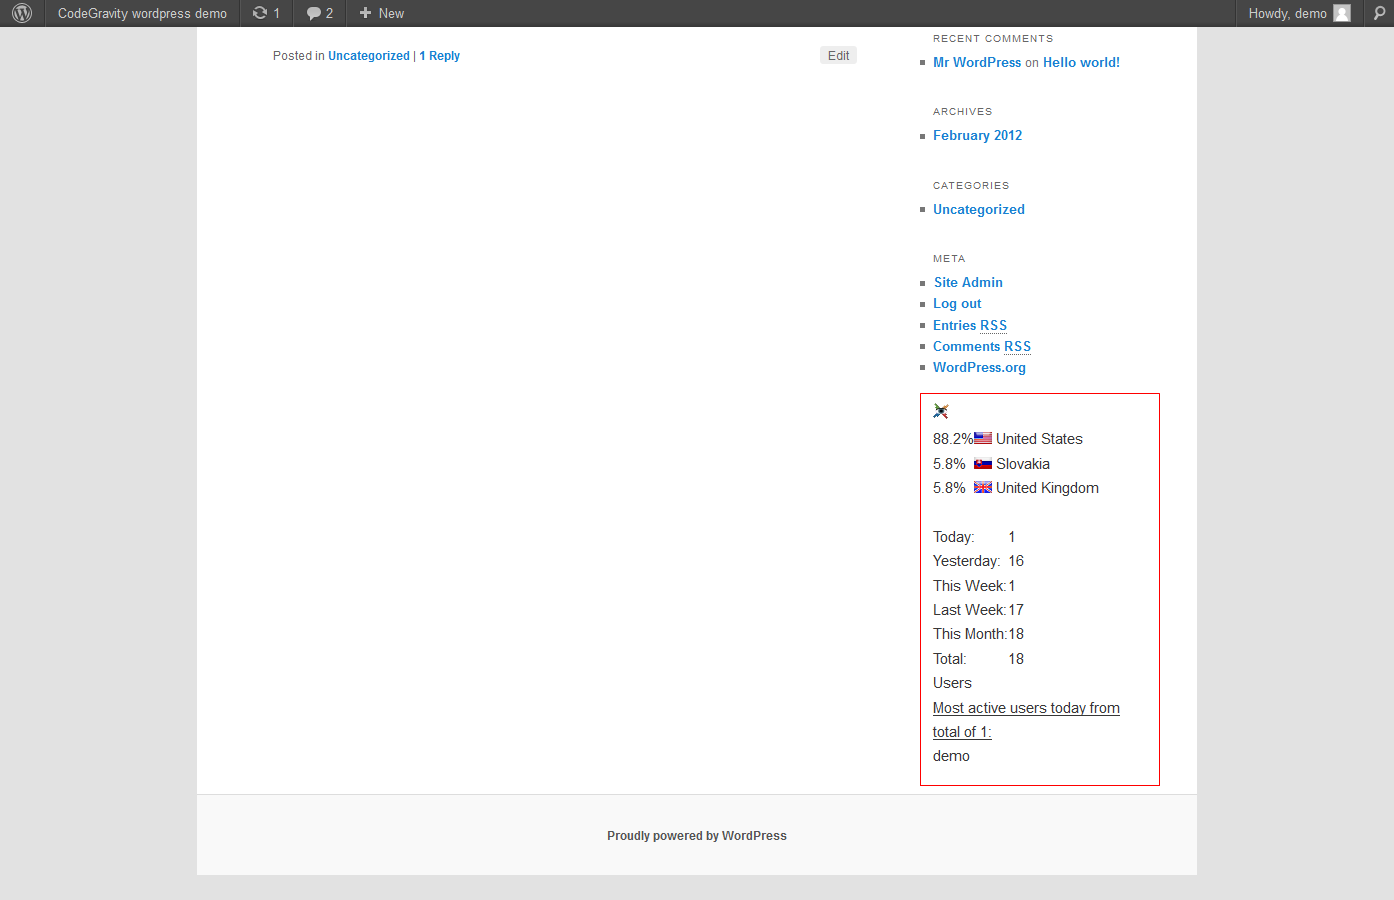 CodeGravity wordpress demo 1 2 New Howdy, demo
Posted in Uncategorized | 1 Reply Edit
RECENT COMMENTS
Mr WordPress on Hello world!
ARCHIVES
February 2012
CATEGORIES
Uncategorized
META
Site Admin
Log out
Entries RSS
Comments RSS
WordPress.org
88.2% United States
5.8% Slovakia
5.8% United Kingdom
Today: 1
Yesterday: 16
This Week: 1
Last Week: 17
This Month: 18
Total: 18
Users
Most active users today from
total of 1:
demo
Proudly powered by WordPress